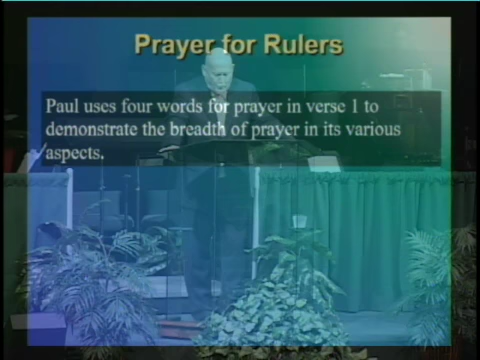 Prayer for Rulers
Paul uses four words for prayer in verse 1 to
demonstrate the breadth of prayer in its various
aspects.